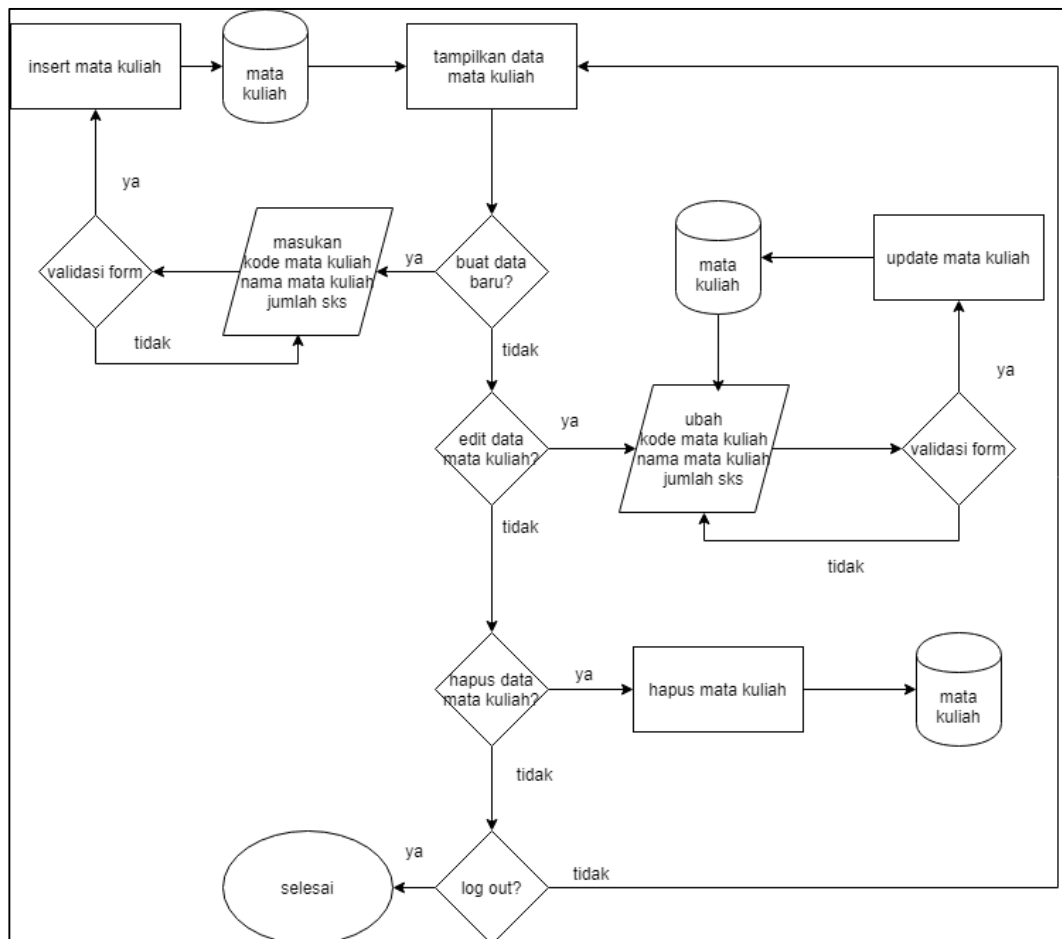 insert mata kuliah
mata
kuliah
tampilkan data
mata kuliah
ya
validasi form
masukan
kode mata kuliah
nama mata kuliah
jumlah sks
ya
buat data
baru?
tidak
tidak
mata
kuliah
update mata kuliah
ya
edit data
mata kuliah?
ya
ubah
kode mata kuliah
nama mata kuliah
jumlah sks
validasi form
tidak
tidak
hapus data
mata kuliah?
ya
hapus mata kuliah
mata
kuliah
tidak
selesai
ya
log out?
tidak